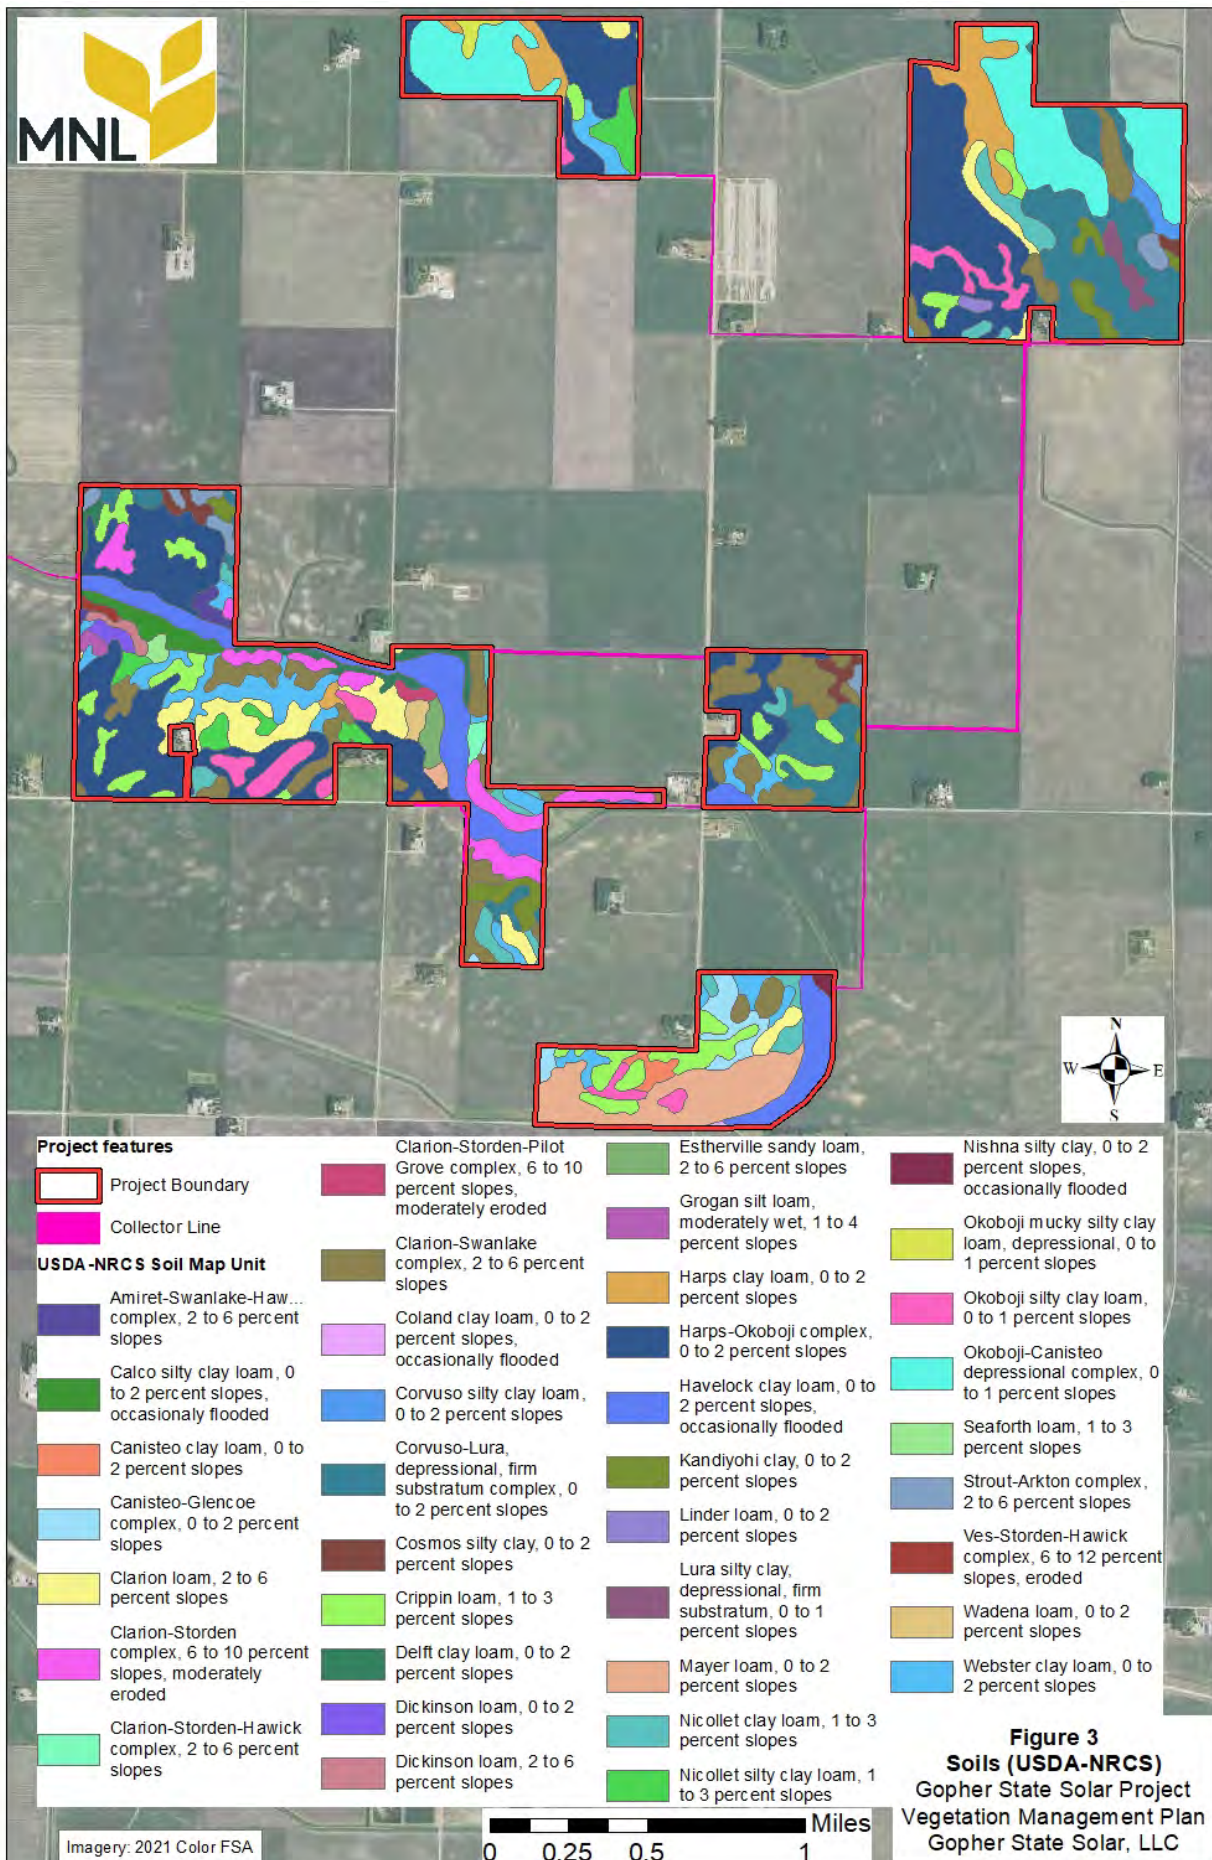 MNL
N
W
E
S
Project features
Project Boundary
Collector Line
USDA-NRCS Soil Map Unit
Amiret-Swanlake-Haw...
complex, 2 to 6 percent
slopes
Calco silty clay loam, 0
to 2 percent slopes,
occasionaly flooded
Canisteo clay loam, 0 to
2 percent slopes
Canisteo-Glencoe
complex, 0 to 2 percent
slopes
Clarion loam, 2 to 6
percent slopes
Clarion-Storden
complex, 6 to 10 percent
slopes, moderately
eroded
Clarion-Storden-Hawick
complex, 2 to 6 percent
slopes
Clarion-Storden-Pilot
Grove complex, 6 to 10
percent slopes,
moderately eroded
Clarion-Swanlake
complex, 2 to 6 percent
slopes
Coland clay loam, 0 to 2
percent slopes,
occasionally flooded
Corvuso silty clay loam,
0 to 2 percent slopes
Corvuso-Lura,
depressional, firm
substratum complex, 0
to 2 percent slopes
Cosmos silty clay, 0 to 2
percent slopes
Crippin loam, 1 to 3
percent slopes
Delft clay loam, 0 to 2
percent slopes
Dickinson loam, 0 to 2
percent slopes
Dickinson loam, 2 to 6
percent slopes
Estherville sandy loam,
2 to 6 percent slopes
Grogan silt loam,
moderately wet, 1 to 4
percent slopes
Harps clay loam, 0 to 2
percent slopes
Harps-Okoboji complex,
0 to 2 percent slopes
Havelock clay loam, 0 to
2 percent slopes,
occasionally flooded
Kandiyohi clay, 0 to 2
percent slopes
Linder loam, 0 to 2
percent slopes
Lura silty clay,
depressional, firm
substratum, 0 to 1
percent slopes
Mayer loam, 0 to 2
percent slopes
Nicollet clay loam, 1 to 3
percent slopes
Nicollet silty clay loam, 1
to 3 percent slopes
Nishna silty clay, 0 to 2
percent slopes,
occasionally flooded
Okoboji mucky silty clay
loam, depressional, 0 to
1 percent slopes
Okoboji silty clay loam,
0 to 1 percent slopes
Okoboji-Canisteo
depressional complex, 0
to 1 percent slopes
Seaforth loam, 1 to 3
percent slopes
Strout-Arkton complex,
2 to 6 percent slopes
Ves-Storden-Hawick
complex, 6 to 12 percent
slopes, eroded
Wadena loam, 0 to 2
percent slopes
Webster clay loam, 0 to
2 percent slopes
Figure 3
Soils (USDA-NRCS)
Gopher State Solar Project
Vegetation Management Plan
Gopher State Solar, LLC
Miles
0 0.25 0.5 1
Imagery: 2021 Color FSA